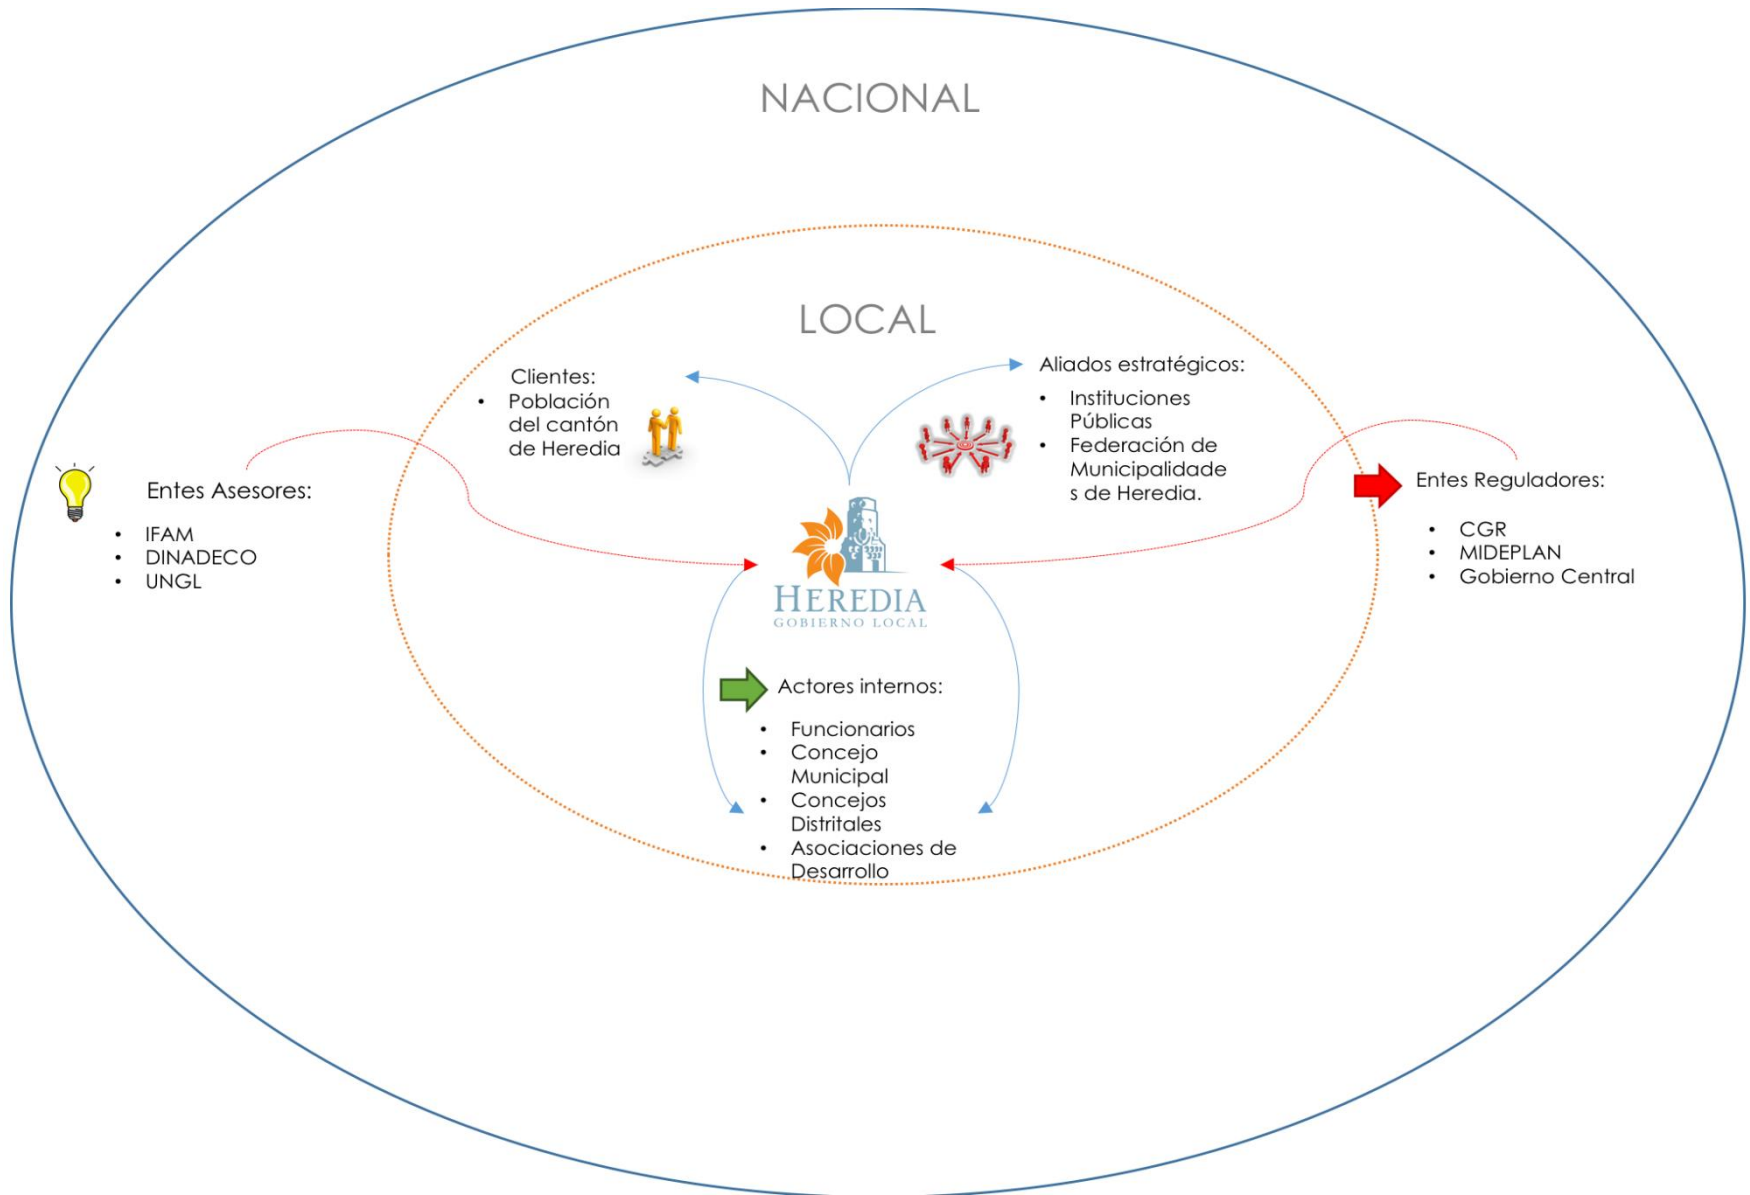 NACIONAL
LOCAL
Clientes:
• Población
del cantón
de Heredia
Aliados estratégicos:
• Instituciones
Públicas
• Federación de
Municipalidade
s de Heredia.
Entes Asesores:
• IFAM
• DINADECO
• UNGL
Entes Reguladores:
• CGR
• MIDEPLAN
• Gobierno Central
HEREDIA
GOBIERNO LOCAL
Actores internos:
• Funcionarios
• Concejo
Municipal
• Concejos
Distritales
• Asociaciones de
Desarrollo